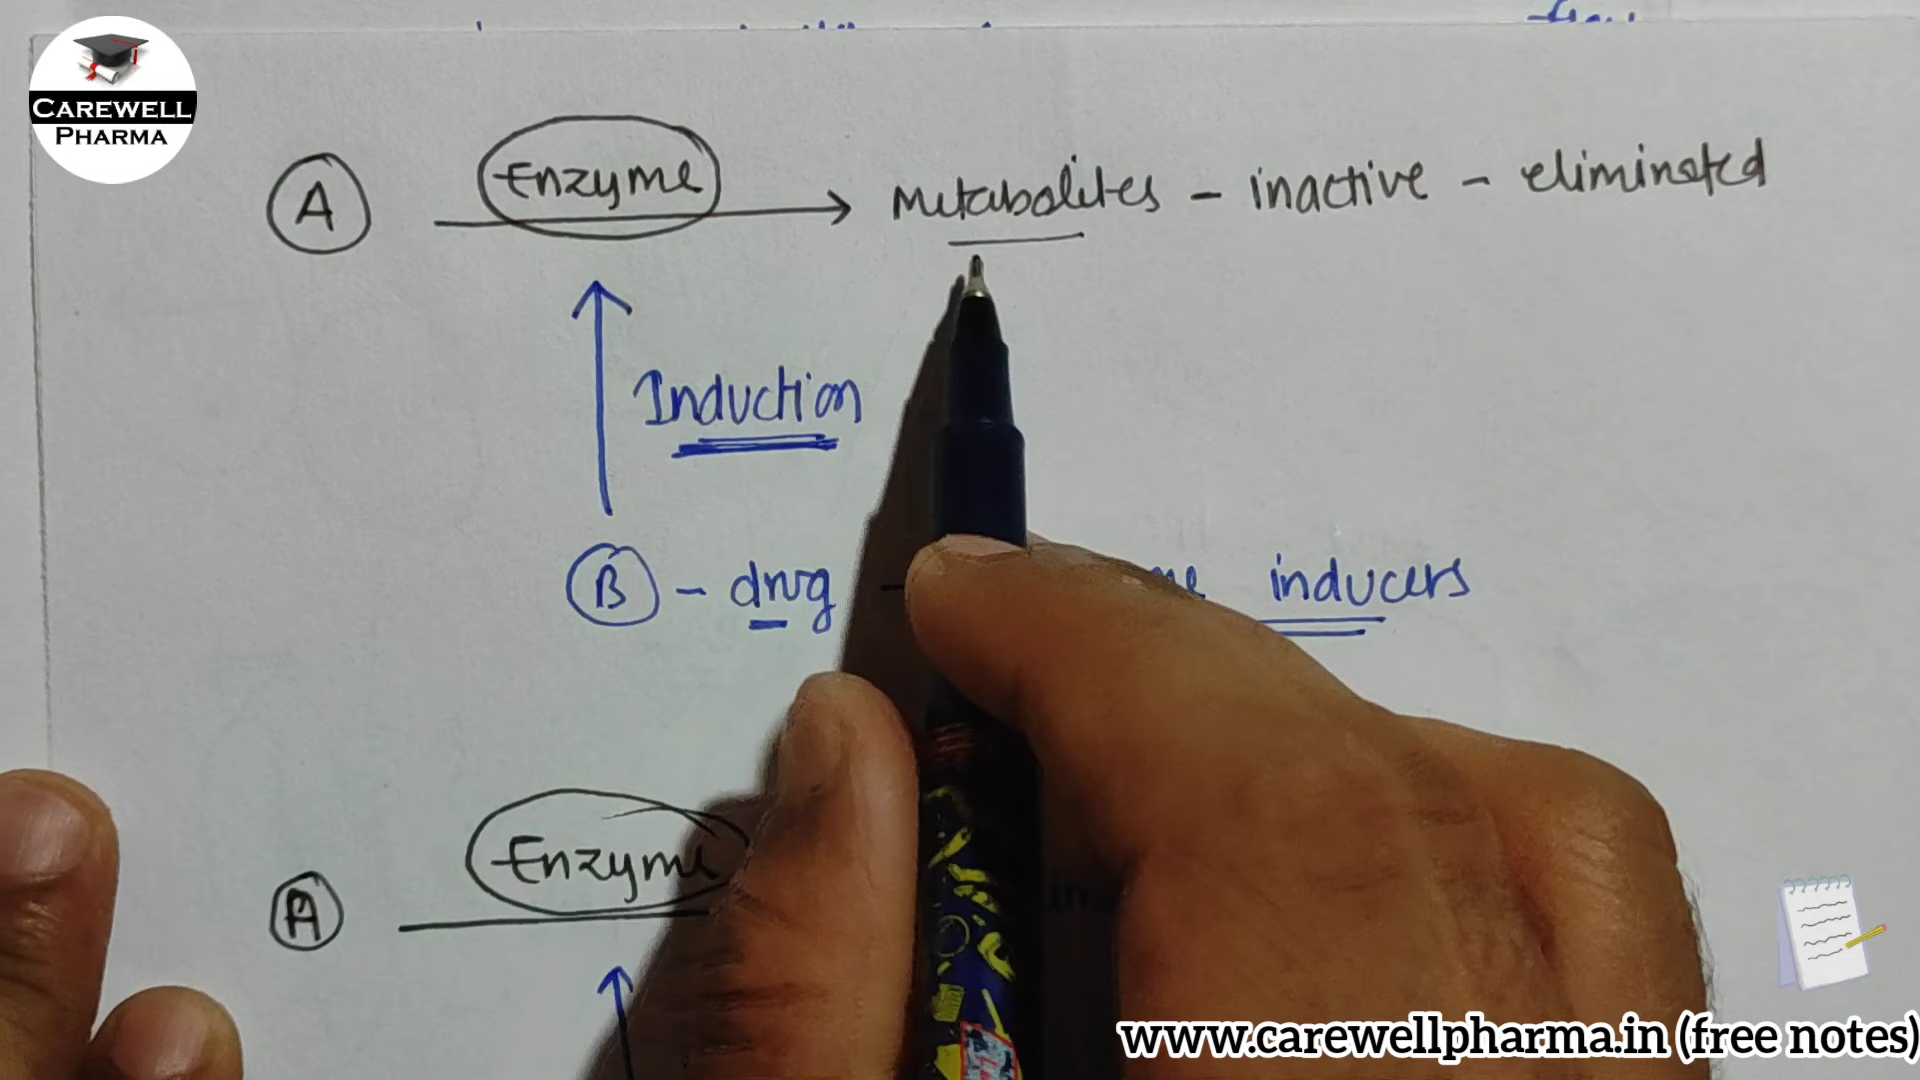 CAREWELL
PHARMA
A Enzyme → Metabolites - inactive - eliminated
Induction
B - drug - inducers
Enzyme
A
www.carewellpharma.in (free notes)